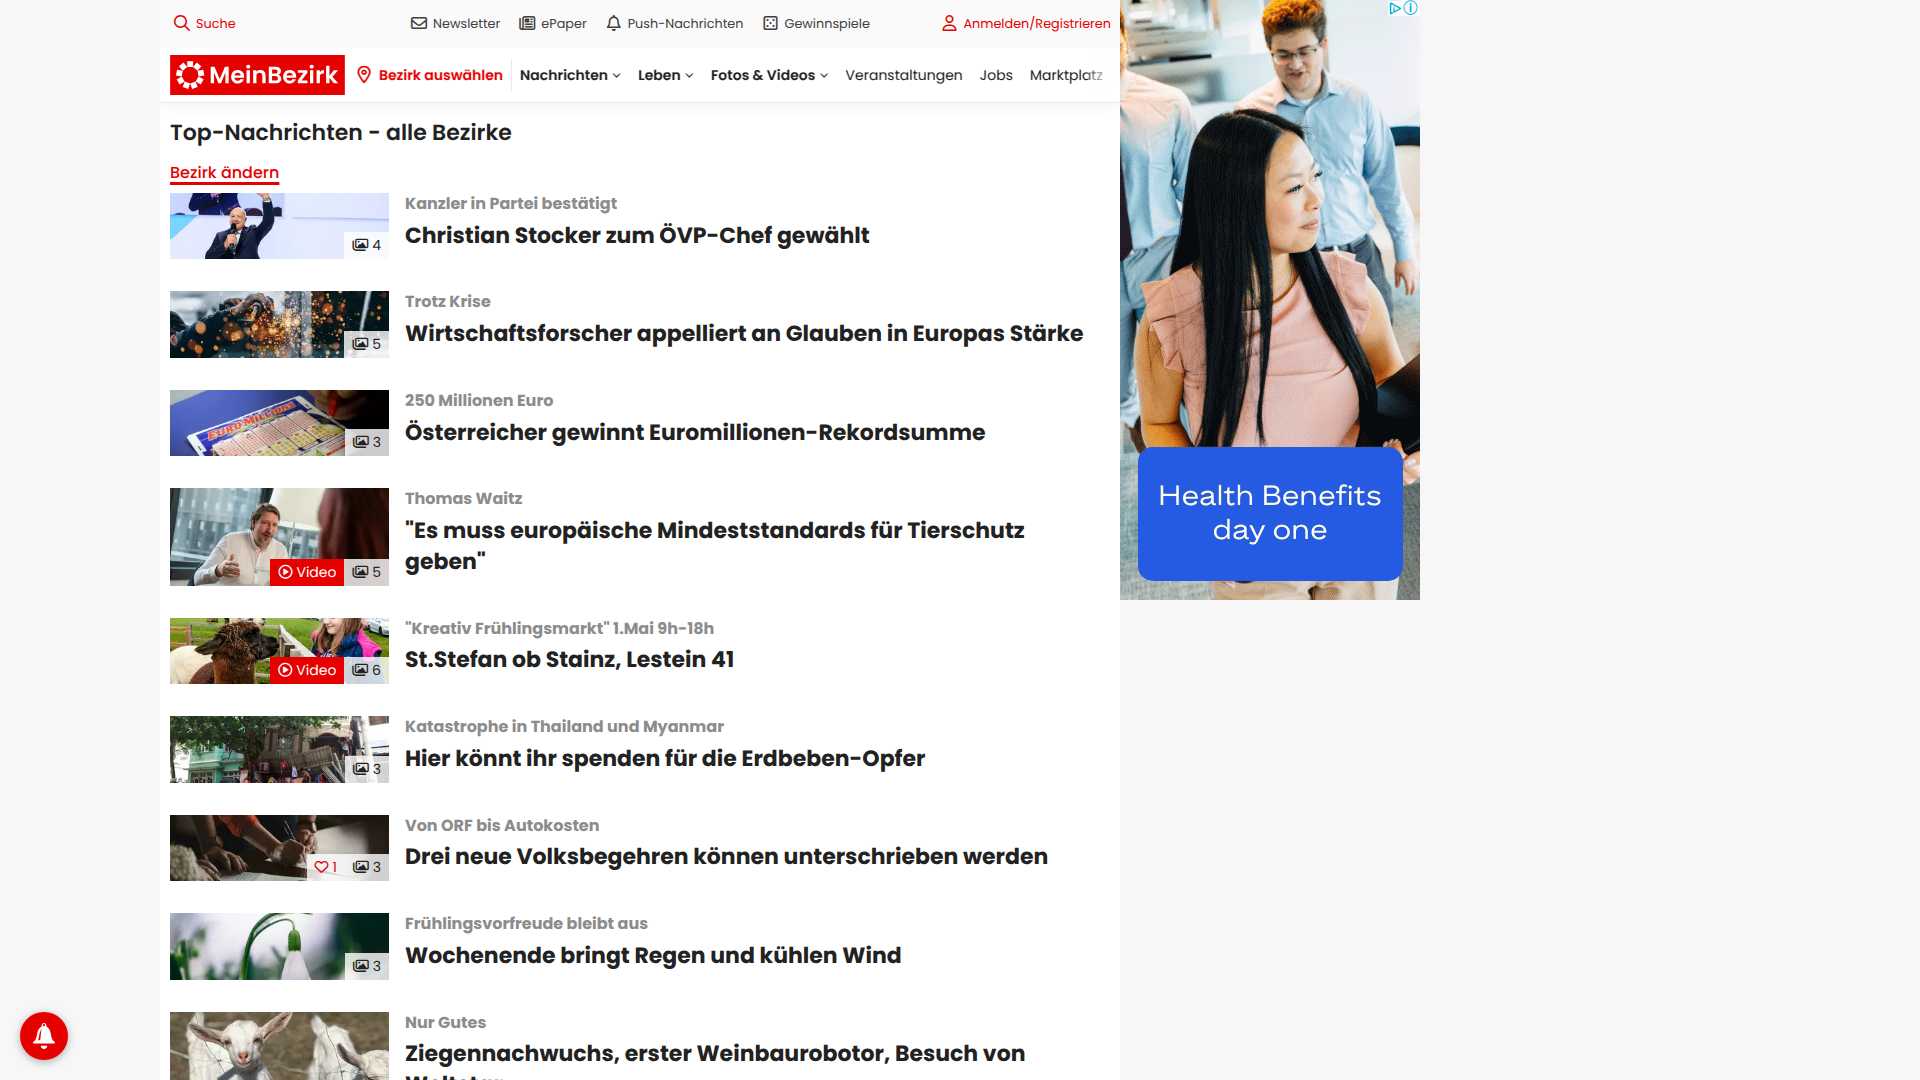 Suche
Newsletter
ePaper
Push-Nachrichten
Gewinnspiele
Anmelden/Registrieren
MeinBezirk
Bezirk auswählen
Nachrichten
Leben
Fotos & Videos
Veranstaltungen
Jobs
Marktplatz
Top-Nachrichten - alle Bezirke
Bezirk ändern
4
Kanzler in Partei bestätigt
Christian Stocker zum ÖVP-Chef gewählt
5
Trotz Krise
Wirtschaftsforscher appelliert an Glauben in Europas Stärke
EUROMILLIONEN
3
250 Millionen Euro
Österreicher gewinnt Euromillionen-Rekordsumme
Video
5
Thomas Waitz
"Es muss europäische Mindeststandards für Tierschutz
geben"
Video
6
"Kreativ Frühlingsmarkt" 1.Mai 9h-18h
St.Stefan ob Stainz, Lestein 41
3
Katastrophe in Thailand und Myanmar
Hier könnt ihr spenden für die Erdbeben-Opfer
1
3
Von ORF bis Autokosten
Drei neue Volksbegehren können unterschrieben werden
3
Frühlingsvorfreude bleibt aus
Wochenende bringt Regen und kühlen Wind
Nur Gutes
Ziegennachwuchs, erster Weinbaurobotor, Besuch von
Health Benefits
day one